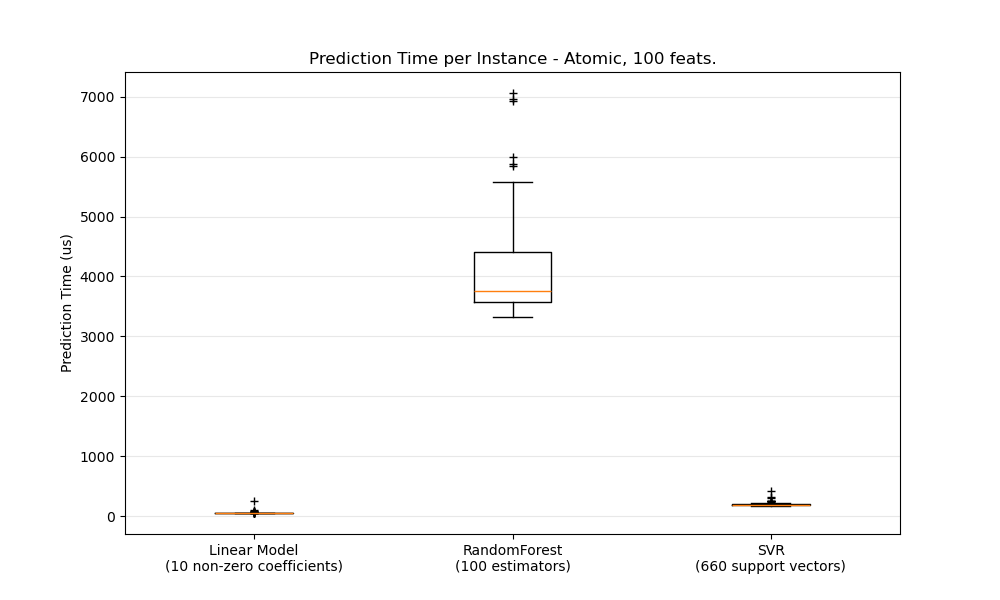 Prediction Time per Instance - Atomic, 100 feats.
Prediction Time (us)
7000
6000
5000
4000
3000
2000
1000
0
Linear Model
(10 non-zero coefficients)
RandomForest
(100 estimators)
SVR
(660 support vectors)